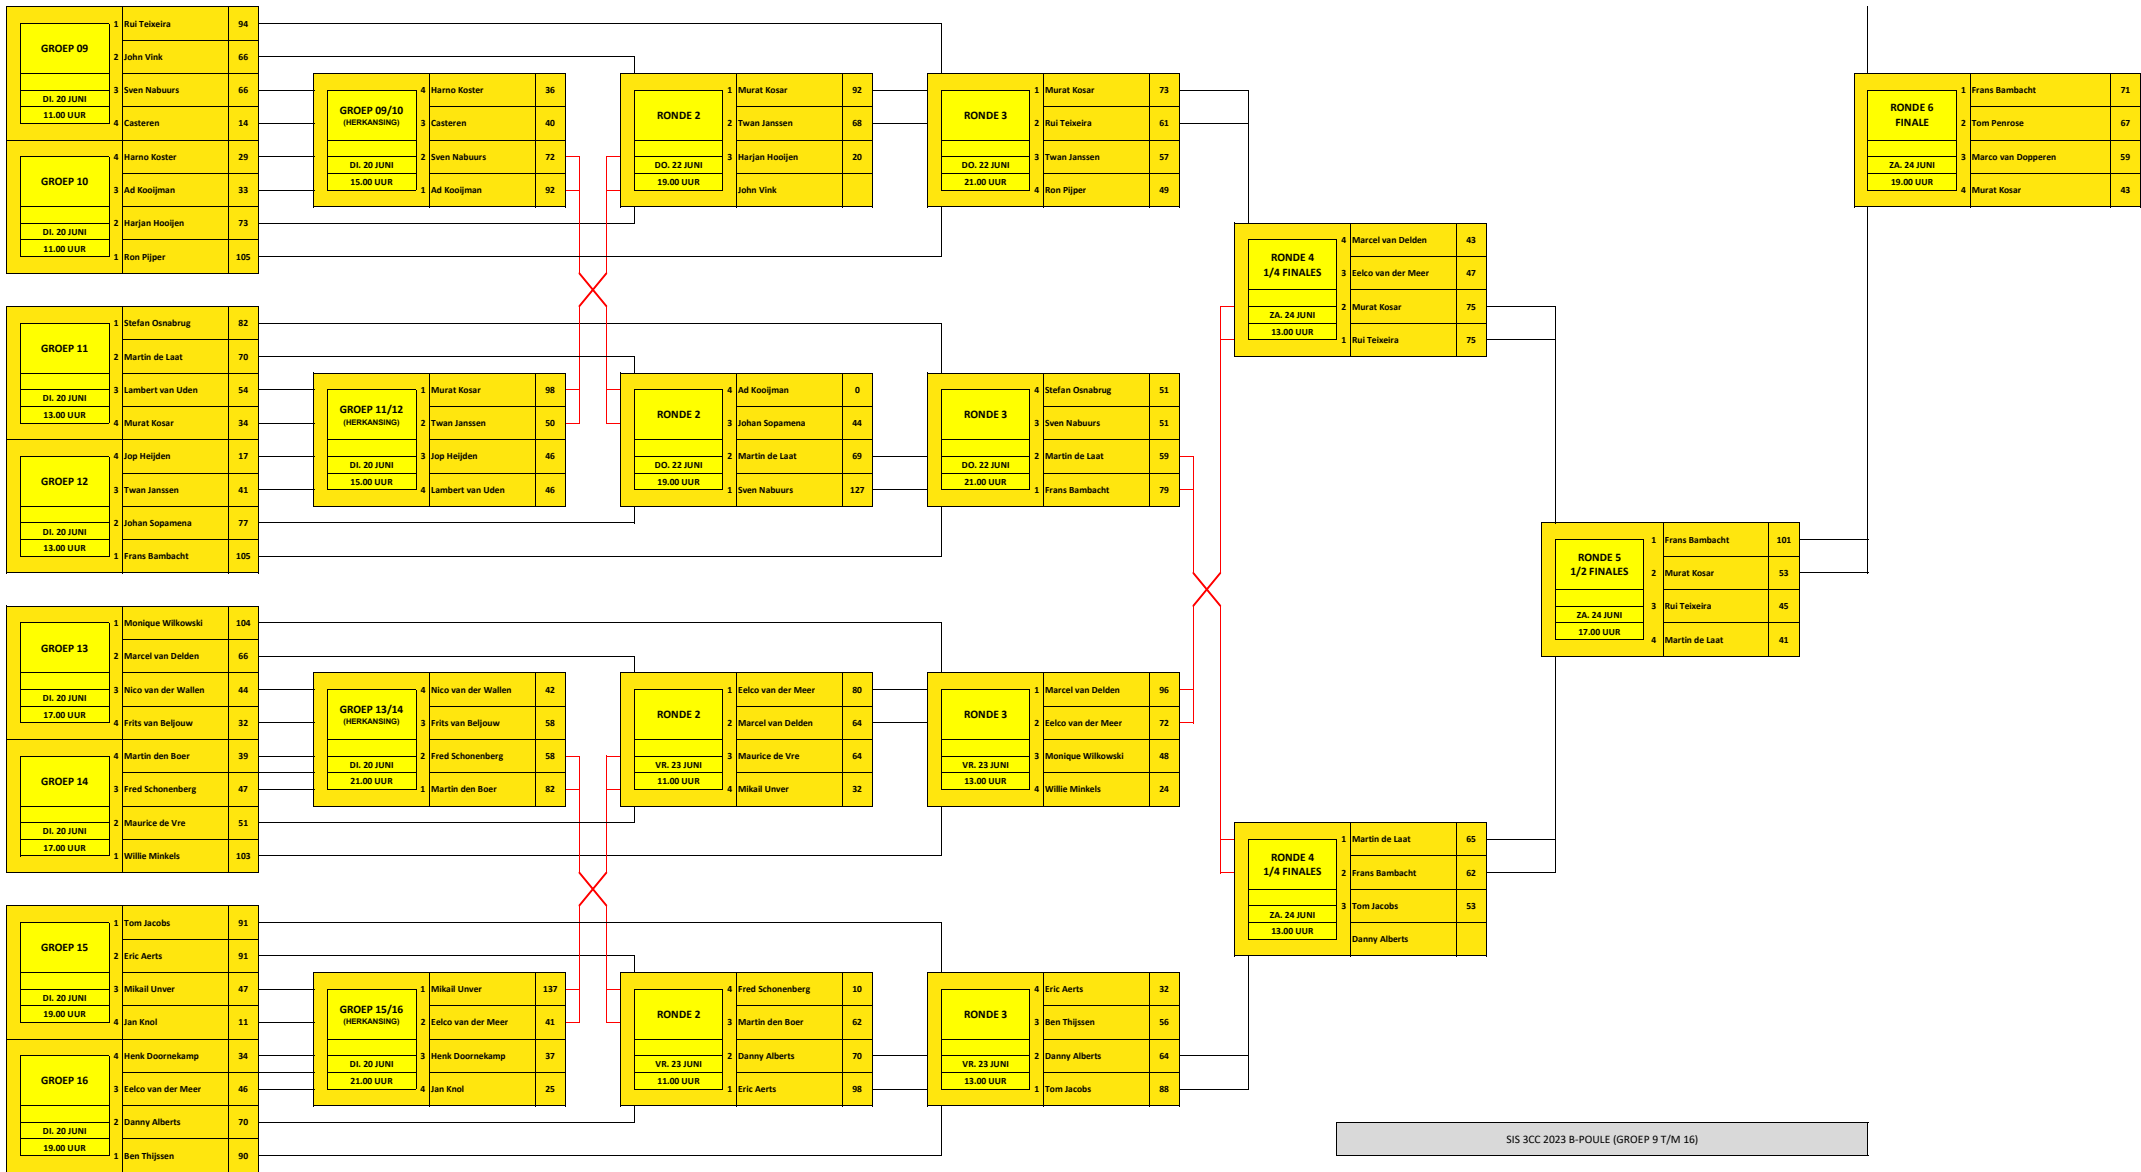 GROEP 09
DI. 20 JUNI
11.00 UUR
1 Rui Teixeira 94
2 John Vink 66
3 Sven Nabuurs 66
4 Casteren 14
GROEP 10
DI. 20 JUNI
11.00 UUR
4 Harno Koster 29
3 Ad Kooijman 33
2 Harjan Hooijen 73
1 Ron Pijper 105
GROEP 11
DI. 20 JUNI
13.00 UUR
1 Stefan Osnabrug 82
2 Martin de Laat 70
3 Lambert van Uden 54
4 Murat Kosar 34
GROEP 12
DI. 20 JUNI
13.00 UUR
4 Jop Heijden 17
3 Twan Janssen 41
2 Johan Sopamena 77
1 Frans Bambacht 105
GROEP 13
DI. 20 JUNI
17.00 UUR
1 Monique Wilkowski 104
2 Marcel van Delden 66
3 Nico van der Wallen 44
4 Frits van Beljouw 32
GROEP 14
DI. 20 JUNI
17.00 UUR
4 Martin den Boer 39
3 Fred Schonenberg 47
2 Maurice de Vre 51
1 Willie Minkels 103
GROEP 15
DI. 20 JUNI
19.00 UUR
1 Tom Jacobs 91
2 Eric Aerts 91
3 Mikail Unver 47
4 Jan Knol 11
GROEP 16
DI. 20 JUNI
19.00 UUR
4 Henk Doornekamp 34
3 Eelco van der Meer 46
2 Danny Alberts 70
1 Ben Thijssen 90
GROEP 09/10
(HERKANSING)
DI. 20 JUNI
15.00 UUR
4 Harno Koster 36
3 Casteren 40
2 Sven Nabuurs 72
1 Ad Kooijman 92
GROEP 11/12
(HERKANSING)
DI. 20 JUNI
15.00 UUR
1 Murat Kosar 98
2 Twan Janssen 50
3 Jop Heijden 46
4 Lambert van Uden 46
GROEP 13/14
(HERKANSING)
DI. 20 JUNI
21.00 UUR
4 Nico van der Wallen 42
3 Frits van Beljouw 58
2 Fred Schonenberg 58
1 Martin den Boer 82
GROEP 15/16
(HERKANSING)
DI. 20 JUNI
21.00 UUR
1 Mikail Unver 137
2 Eelco van der Meer 41
3 Henk Doornekamp 37
4 Jan Knol 25
RONDE 2
DO. 22 JUNI
19.00 UUR
1 Murat Kosar 92
2 Twan Janssen 68
3 Harjan Hooijen 20
John Vink
RONDE 2
DO. 22 JUNI
19.00 UUR
4 Ad Kooijman 0
3 Johan Sopamena 44
2 Martin de Laat 69
1 Sven Nabuurs 127
RONDE 2
VR. 23 JUNI
11.00 UUR
1 Eelco van der Meer 80
2 Marcel van Delden 64
3 Maurice de Vre 64
4 Mikail Unver 32
RONDE 2
VR. 23 JUNI
11.00 UUR
4 Fred Schonenberg 10
3 Martin den Boer 62
2 Danny Alberts 70
1 Eric Aerts 98
RONDE 3
DO. 22 JUNI
21.00 UUR
1 Murat Kosar 73
2 Rui Teixeira 61
3 Twan Janssen 57
4 Ron Pijper 49
RONDE 3
DO. 22 JUNI
21.00 UUR
4 Stefan Osnabrug 51
3 Sven Nabuurs 51
2 Martin de Laat 59
1 Frans Bambacht 79
RONDE 3
VR. 23 JUNI
13.00 UUR
1 Marcel van Delden 96
2 Eelco van der Meer 72
3 Monique Wilkowski 48
4 Willie Minkels 24
RONDE 3
VR. 23 JUNI
13.00 UUR
4 Eric Aerts 32
3 Ben Thijssen 56
2 Danny Alberts 64
1 Tom Jacobs 88
RONDE 4
1/4 FINALES
ZA. 24 JUNI
13.00 UUR
4 Marcel van Delden 43
3 Eelco van der Meer 47
2 Murat Kosar 75
1 Rui Teixeira 75
RONDE 4
1/4 FINALES
ZA. 24 JUNI
13.00 UUR
1 Martin de Laat 65
2 Frans Bambacht 62
3 Tom Jacobs 53
Danny Alberts
RONDE 5
1/2 FINALES
ZA. 24 JUNI
17.00 UUR
1 Frans Bambacht 101
2 Murat Kosar 53
3 Rui Teixeira 45
4 Martin de Laat 41
RONDE 6
FINALE
ZA. 24 JUNI
19.00 UUR
1 Frans Bambacht 71
2 Tom Penrose 67
3 Marco van Dopperen 59
4 Murat Kosar 43
SIS 3CC 2023 B-POULE (GROEP 9 T/M 16)